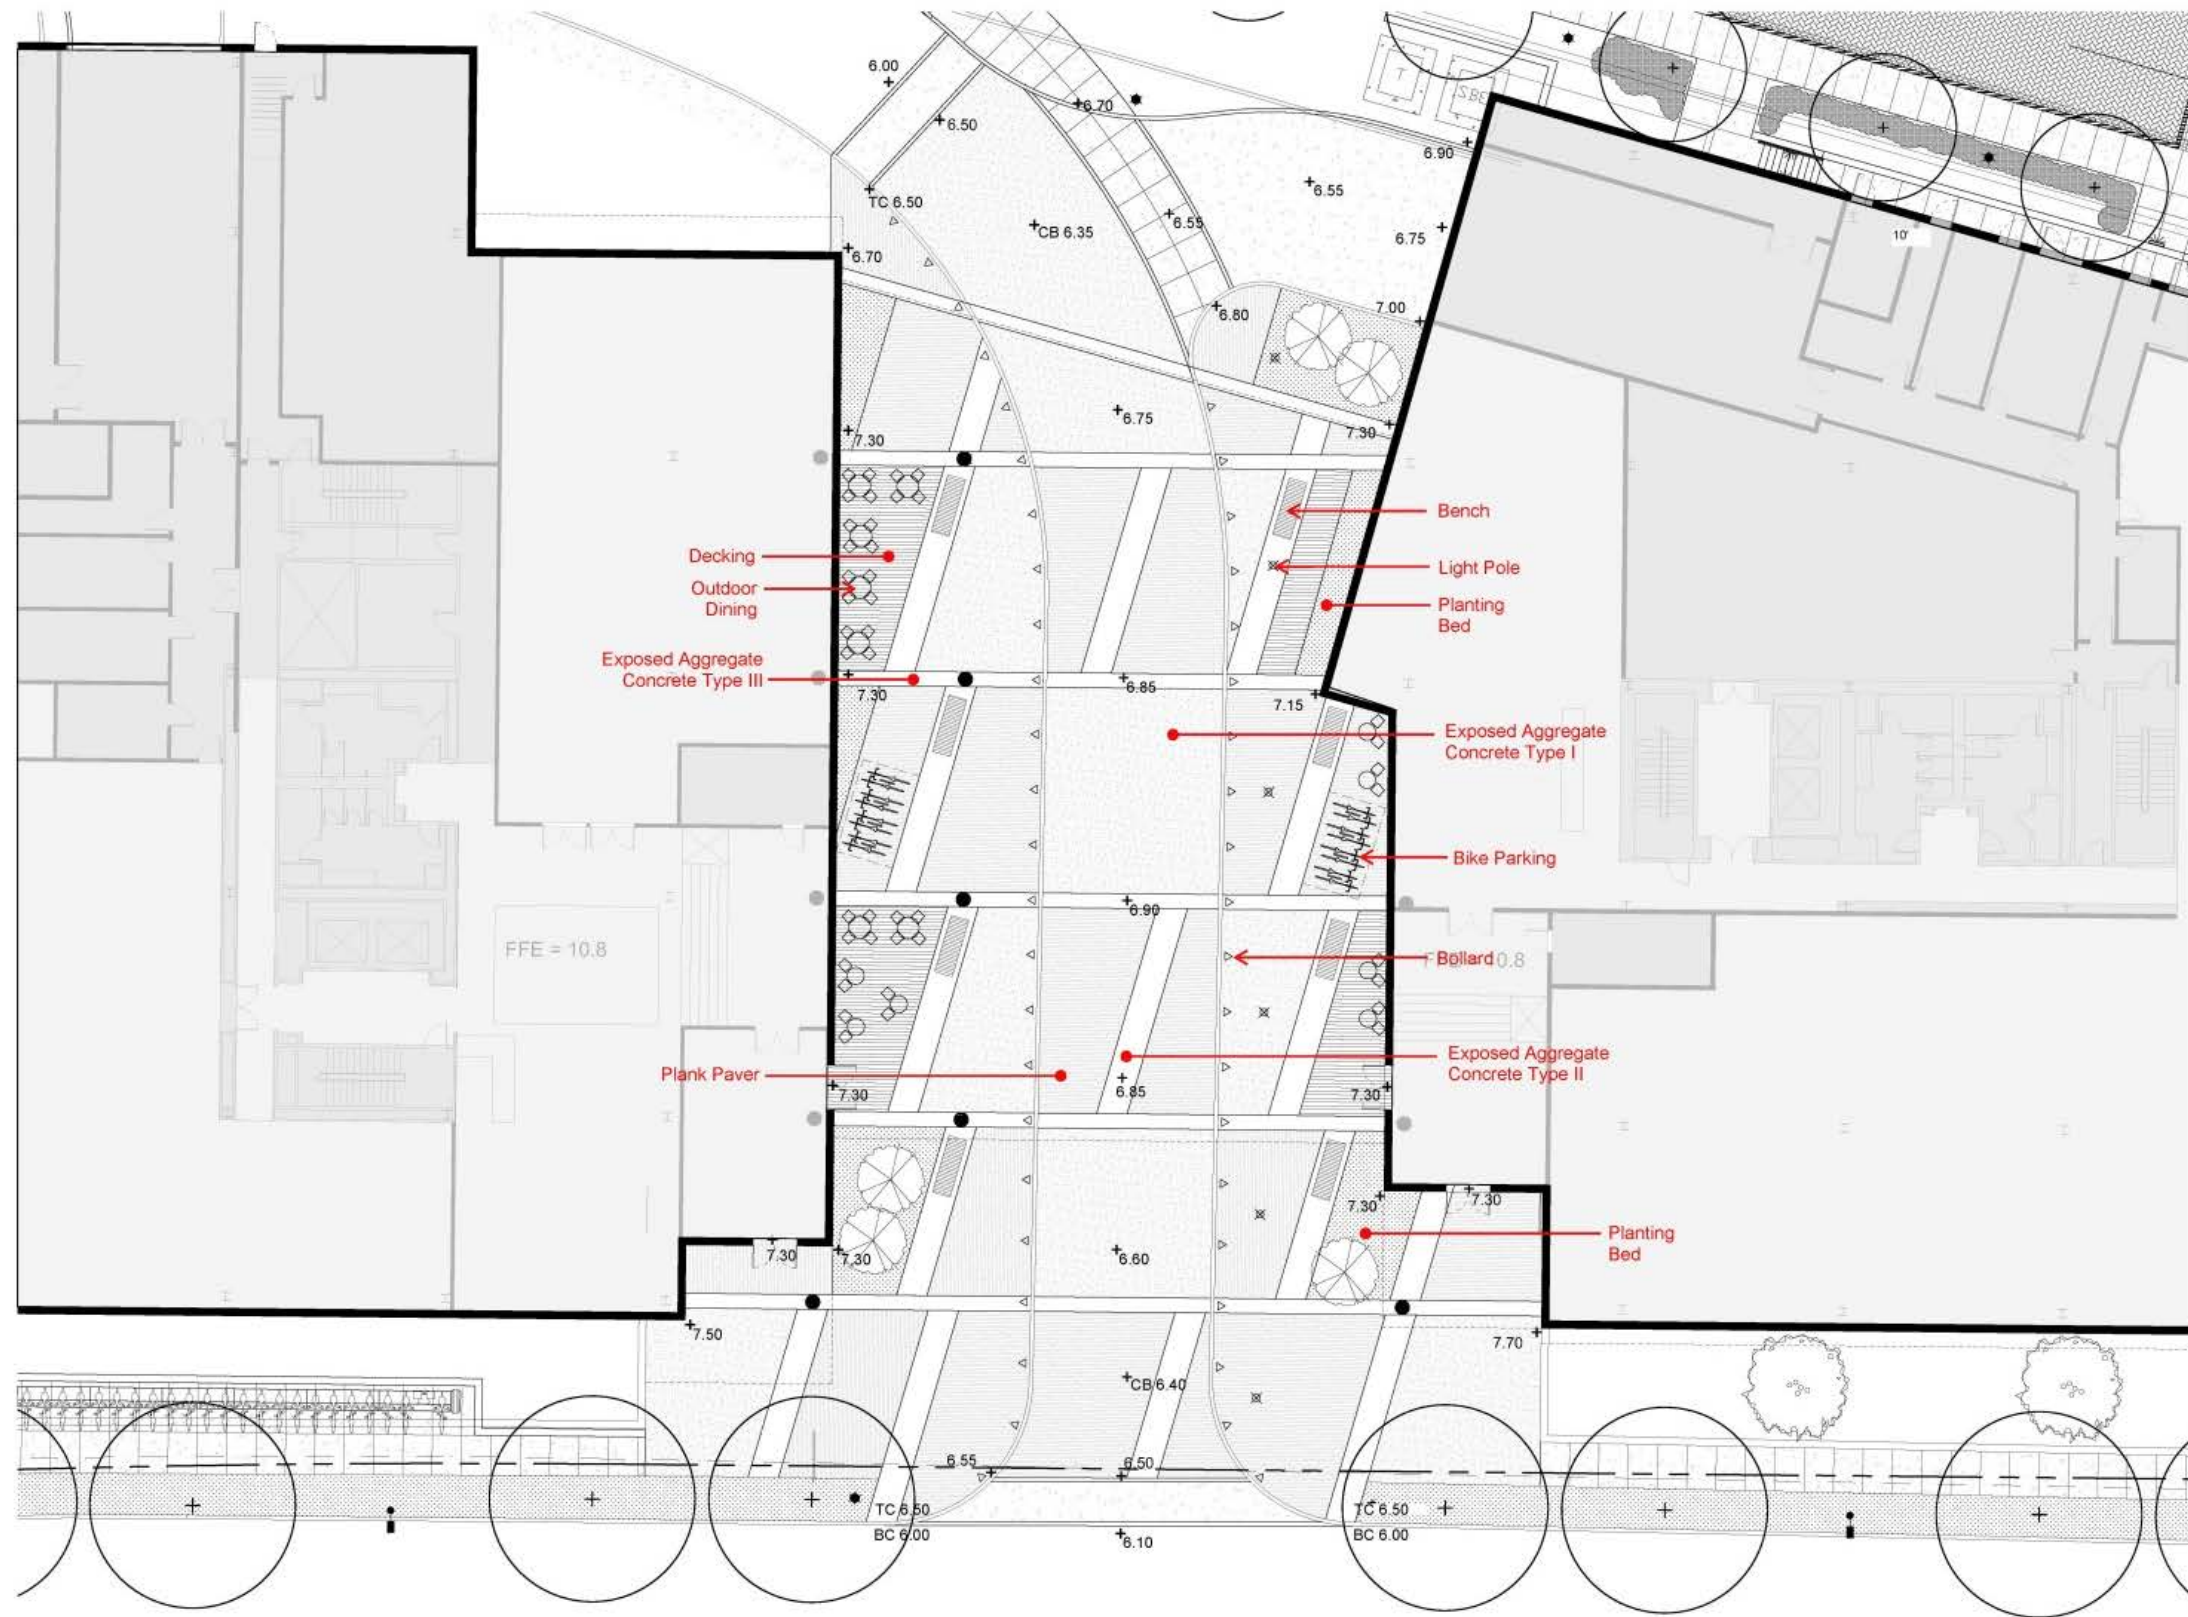 6.00
6.70
6.50
6.90
6.55
TC 6.50
6.55
CB 6.35
6.75
10'
6.70
7.00
6.80
6.75
7.30
7.30
Bench
Decking
Light Pole
Outdoor
Dining
Planting
Bed
Exposed Aggregate
Concrete Type III
7.30
6.85
7.15
Exposed Aggregate
Concrete Type I
Bike Parking
6.90
FFE = 10.8
Bollard
0.8
Exposed Aggregate
Concrete Type II
Plank Paver
6.85
7.30
7.30
7.30
7.30
Planting
Bed
7.30
7.30
6.60
7.50
7.70
CB 6.40
6.55
6.50
TC 6.50
BC 6.00
TC 6.50
BC 6.00
6.10